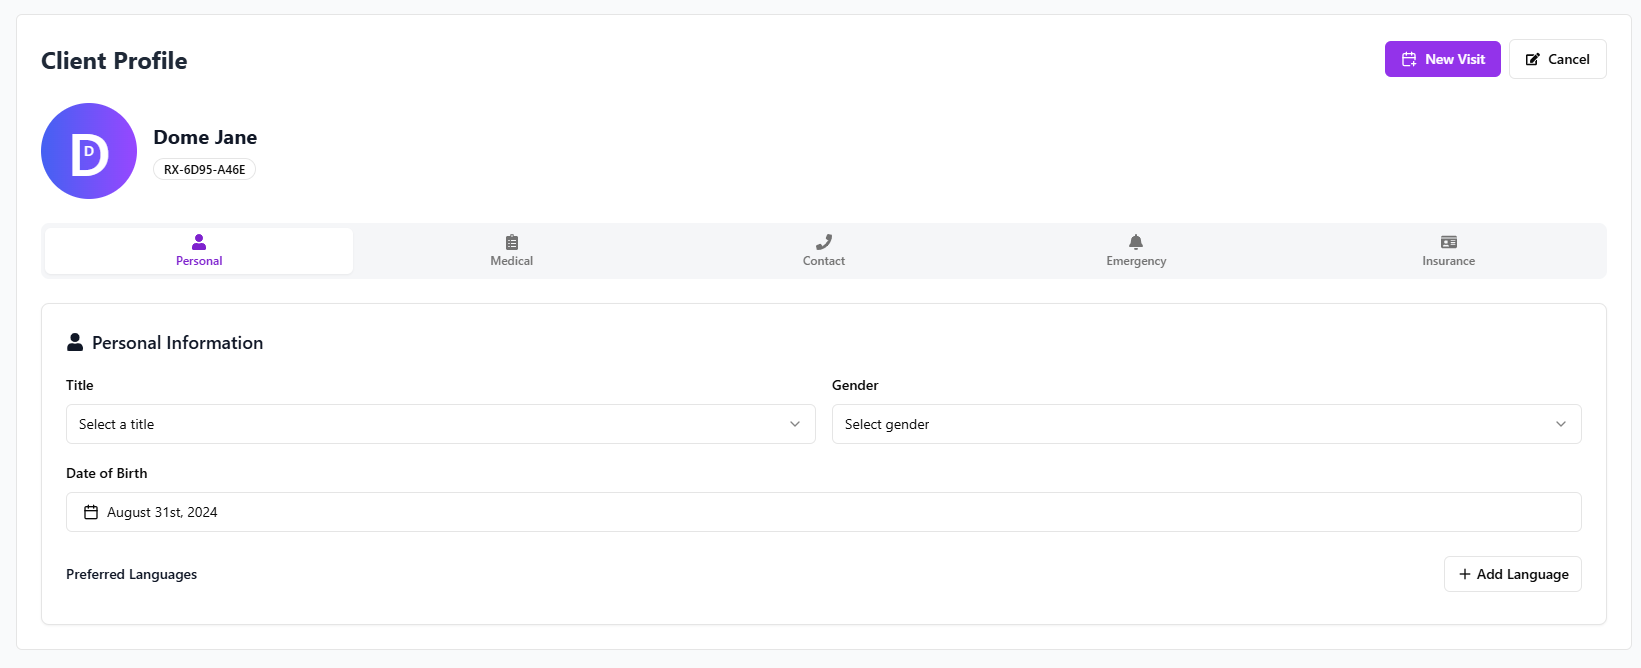 Client Profile
New Visit
Cancel
D
D
Dome Jane
RX-6D95-A46E
Personal
Medical
Contact
Emergency
Insurance
Personal Information
Title
Gender
Select a title
Select gender
Date of Birth
August 31st, 2024
Preferred Languages
Add Language